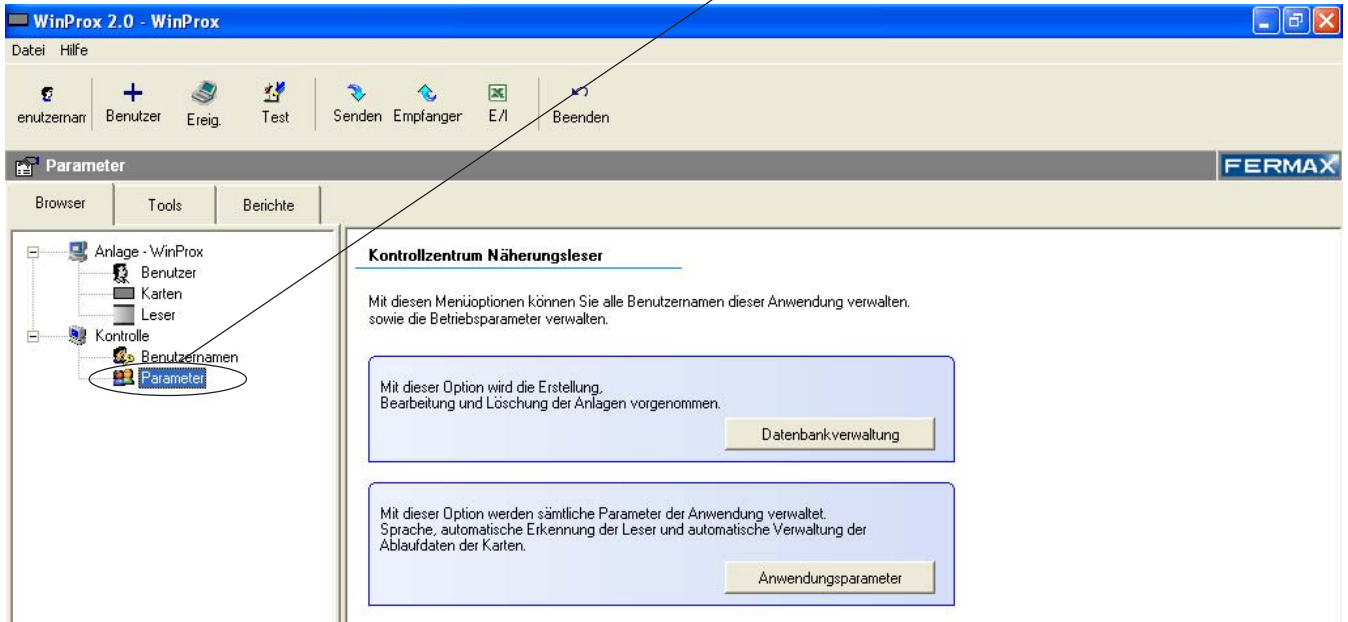 WinProx 2.0 - WinProx
Datei Hilfe
enutzernam Benutzer Ereig. Test Senden Empfanger E/I Beenden
Parameter
FERMAX
Browser Tools Berichte
Anlage - WinProx
Benutzer
Karten
Leser
Kontrolle
Benutzernamen
Parameter
Kontrollzentrum Näherungsleser
Mit diesen Menüoptionen können Sie alle Benutzernamen dieser Anwendung verwalten.
sowie die Betriebsparameter verwalten.
Mit dieser Option wird die Erstellung,
Bearbeitung und Löschung der Anlagen vorgenommen.
Datenbankverwaltung
Mit dieser Option werden sämtliche Parameter der Anwendung verwaltet.
Sprache, automatische Erkennung der Leser und automatische Verwaltung der
Ablaufdaten der Karten.
Anwendungsparameter